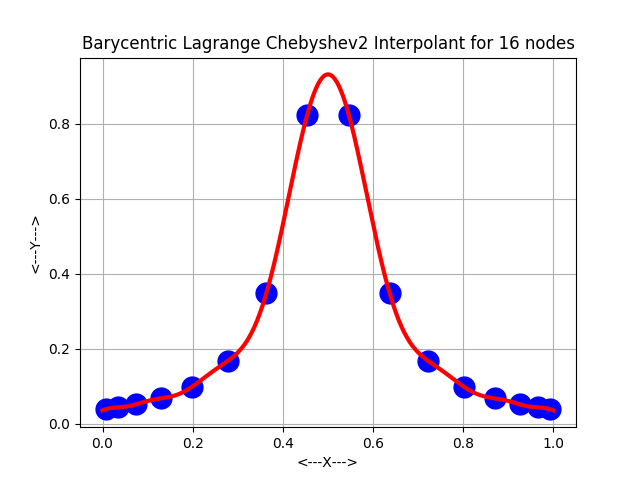 Barycentric Lagrange Chebyshev2 Interpolant for 16 nodes
<---Y--->
0.8
0.6
0.4
0.2
0.0
0.0 0.2 0.4 0.6 0.8 1.0
<---X--->